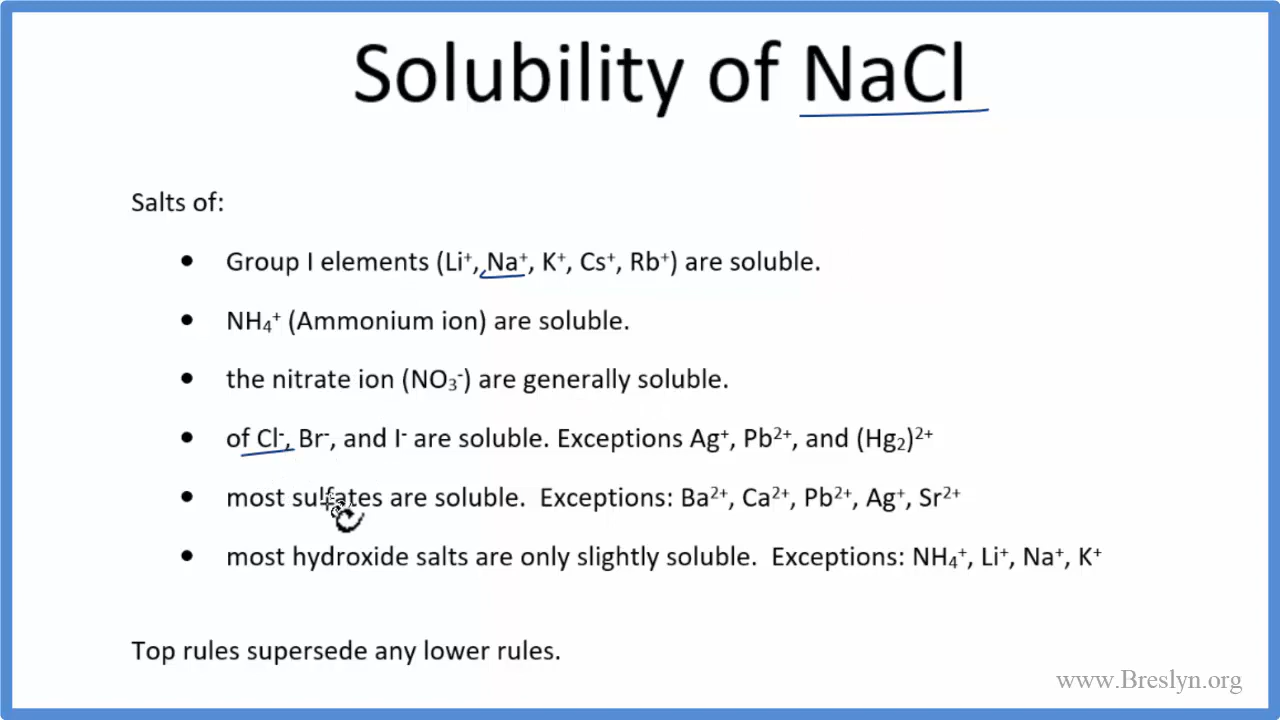 Solubility of NaCl
Salts of:
• Group I elements (Li⁺, Na⁺, K⁺, Cs⁺, Rb⁺) are soluble.
• NH₄⁺ (Ammonium ion) are soluble.
• the nitrate ion (NO₃⁻) are generally soluble.
• of Cl⁻, Br⁻, and I⁻ are soluble. Exceptions Ag⁺, Pb²⁺, and (Hg₂)²⁺
• most sulfates are soluble.  Exceptions: Ba²⁺, Ca²⁺, Pb²⁺, Ag⁺, Sr²⁺
• most hydroxide salts are only slightly soluble.  Exceptions: NH₄⁺, Li⁺, Na⁺, K⁺
Top rules supersede any lower rules.
www.Breslyn.org